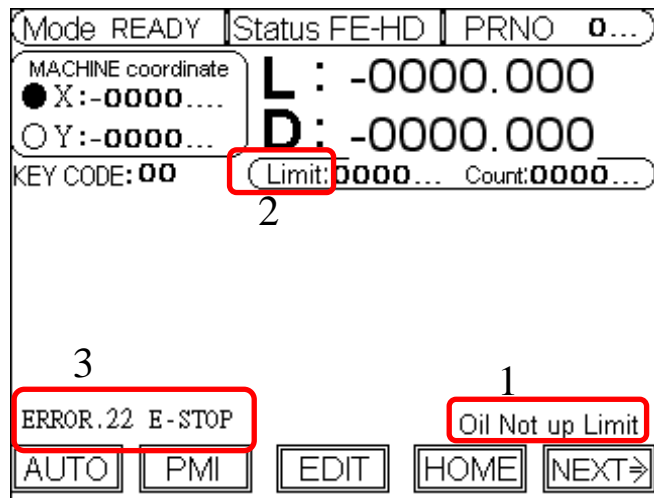 Mode READY Status FE-HD PRNO 0...
MACHINE coordinate
X:-0000....
L: -0000.000
Y:-0000...
D: -0000.000
KEY CODE:00 Limit:0000... Count:0000...
2
3
1
ERROR.22 E-STOP
Oil Not up Limit
AUTO PMI EDIT HOME NEXT⇒